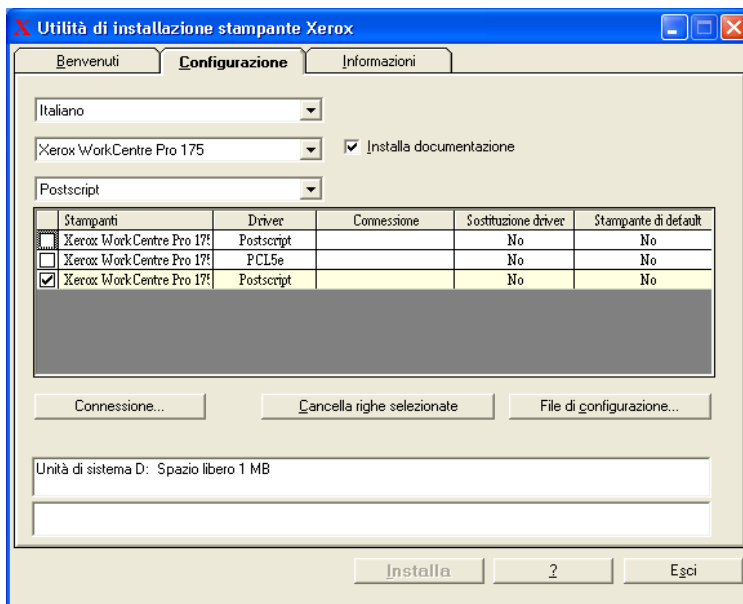 X Utilità di installazione stampante Xerox
Benvenuti Configurazione Informazioni
Italiano
Xerox WorkCentre Pro 175 Installa documentazione
Postscript
Stampanti Driver Connessione Sostituzione driver Stampante di default
Xerox WorkCentre Pro 175 Postscript No No
Xerox WorkCentre Pro 175 PCL5e No No
Xerox WorkCentre Pro 175 Postscript No No
Connessione... Cancella righe selezionate File di configurazione...
Unità di sistema D: Spazio libero 1 MB
Installa ? Esci